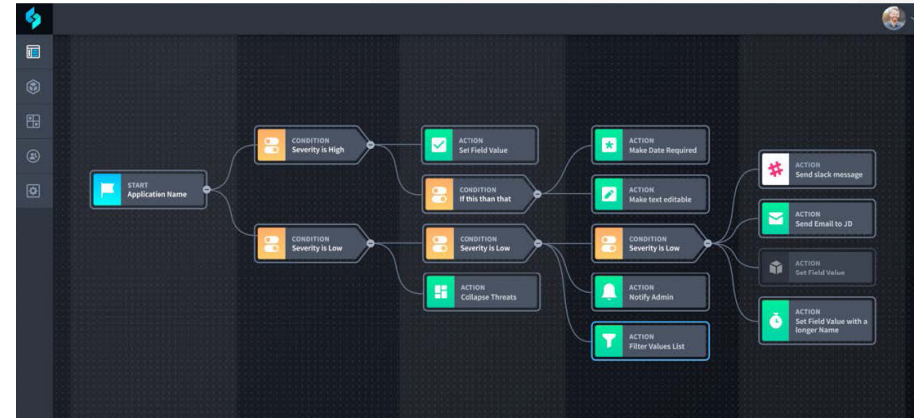 START
Application Name
CONDITION
Severity is High
CONDITION
Severity is Low
ACTION
Set Field Value
CONDITION
If this than that
CONDITION
Severity is Low
ACTION
Collapse Threats
ACTION
Make Date Required
ACTION
Make text editable
CONDITION
Severity is Low
ACTION
Notify Admin
ACTION
Filter Values List
ACTION
Send slack message
ACTION
Send Email to JD
ACTION
Set Field Value
ACTION
Set Field Value with a
longer Name